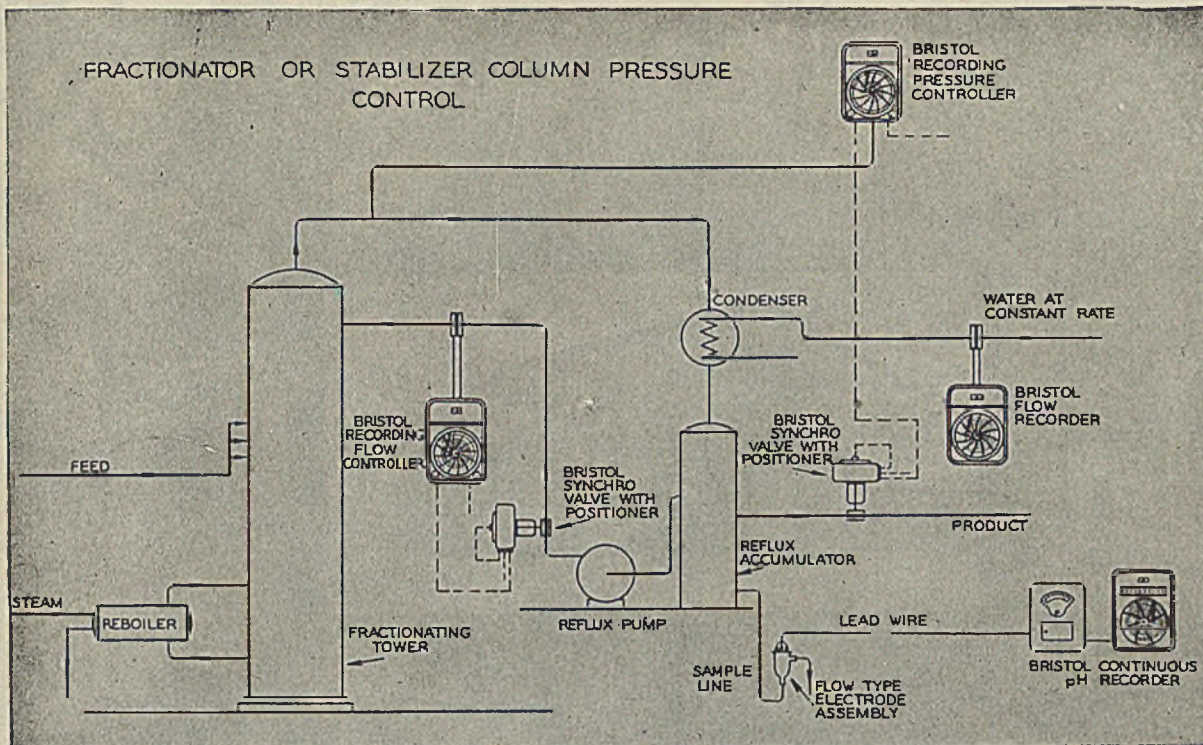 FRACTIONATOR OR STABILIZER COLUMN PRESSURE
CONTROL
BRISTOL
RECORDING
PRESSURE
CONTROLLER
CONDENSER
WATER AT
CONSTANT RATE
BRISTOL
FLOW
RECORDER
BRISTOL
RECORDING
FLOW
CONTROLLER
FEED
BRISTOL
SYNCHRO
VALVE WITH
POSITIONER
BRISTOL
SYNCHRO
VALVE WITH
POSITIONER
PRODUCT
REFLUX
ACCUMULATOR
STEAM
REBOILER
FRACTIONATING
TOWER
REFLUX PUMP
LEAD WIRE
SAMPLE
LINE
FLOW TYPE
ELECTRODE
ASSEMBLY
BRISTOL CONTINUOUS
pH RECORDER